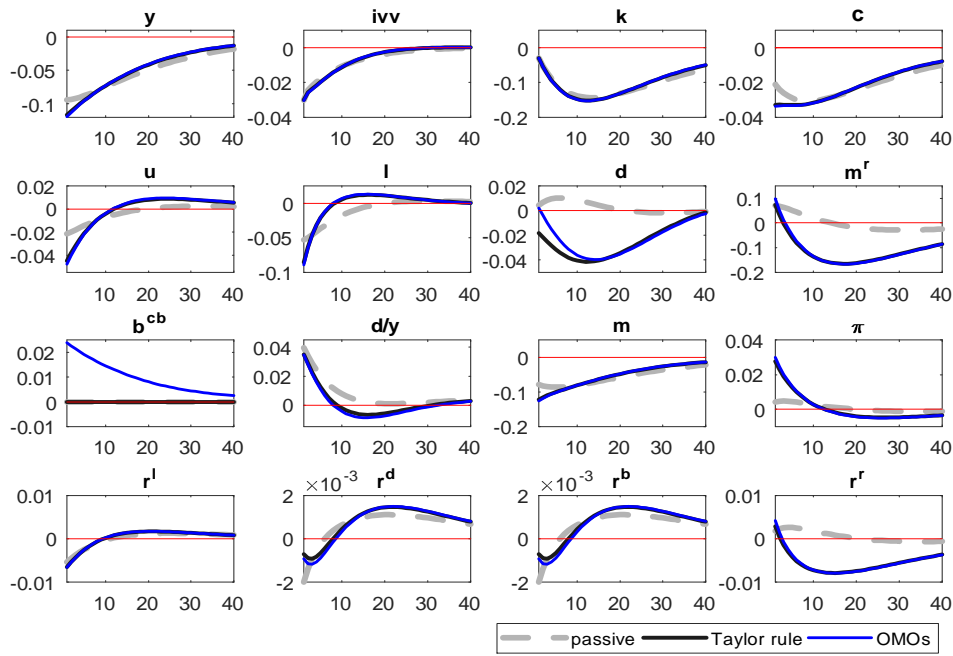 y ivv k c
0 -0.05 -0.1
0 -0.02 -0.04
0 -0.1 -0.2
0 -0.02 -0.04
10 20 30 40 10 20 30 40 10 20 30 40 10 20 30 40
u l d m^r
0.02 0 -0.02 -0.04
0 -0.05 -0.1
0.02 0 -0.02 -0.04
0.1 0 -0.1 -0.2
10 20 30 40 10 20 30 40 10 20 30 40 10 20 30 40
b^cb d/y m π
0.02 0.01 0 -0.01
0.04 0.02 0
0 -0.1 -0.2
0.04 0.02 0 -0.02
10 20 30 40 10 20 30 40 10 20 30 40 10 20 30 40
r^l r^d r^b r^r
0.01 0 -0.01
×10^-3 2 0 -2
×10^-3 2 0 -2
0.01 0 -0.01
10 20 30 40 10 20 30 40 10 20 30 40 10 20 30 40
passive Taylor rule OMOs